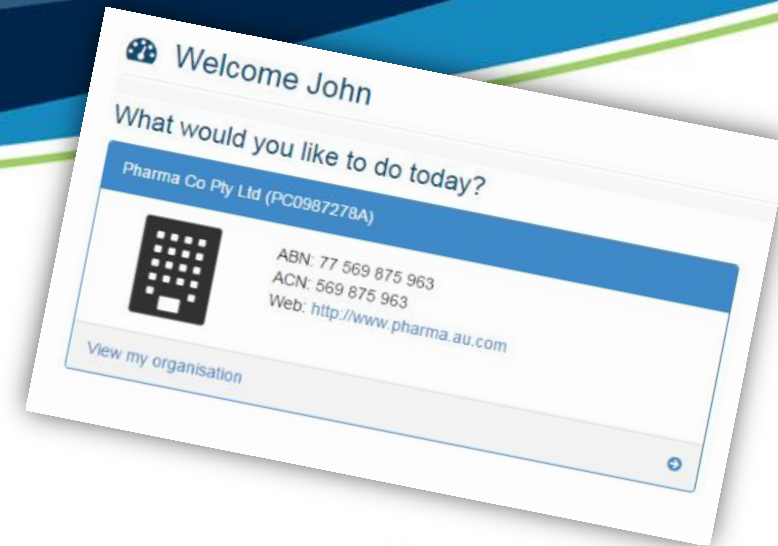 Welcome John
What would you like to do today?
Pharma Co Pty Ltd (PC0987278A)
ABN: 77 569 875 963
ACN: 569 875 963
Web: http://www.pharma.au.com
View my organisation